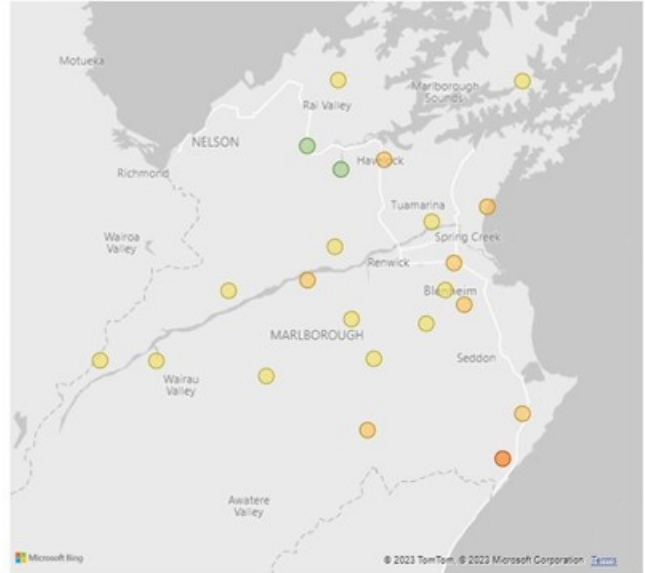 Motueka
Rai Valley
Marlborough
Sounds
NELSON
Havelock
Richmond
Tuamarina
Wairoa
Valley
Spring Creek
Renwick
Blenheim
MARLBOROUGH
Seddon
Wairau
Valley
Awatere
Valley
Microsoft Bing
© 2023 TomTom, © 2023 Microsoft Corporation Terms